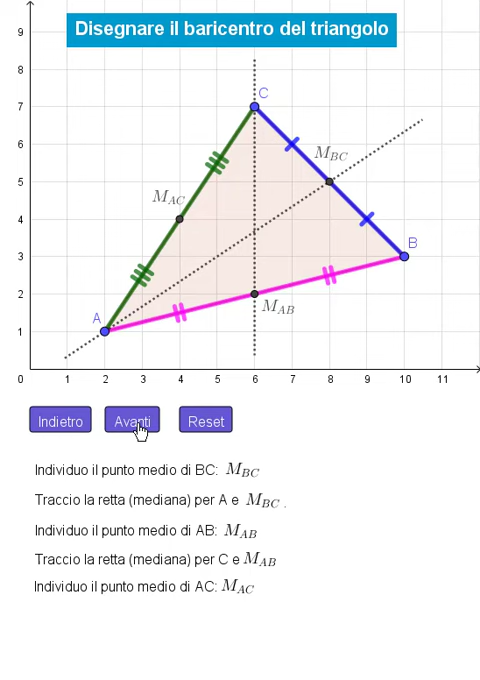 Disegnare il baricentro del triangolo
9
8
C
7
6
M_BC
5
M_AC
4
B
3
2
M_AB
A
1
0 1 2 3 4 5 6 7 8 9 10 11
Indietro Avanti Reset
Individuo il punto medio di BC: M_BC
Traccio la retta (mediana) per A e M_BC .
Individuo il punto medio di AB: M_AB
Traccio la retta (mediana) per C e M_AB
Individuo il punto medio di AC: M_AC